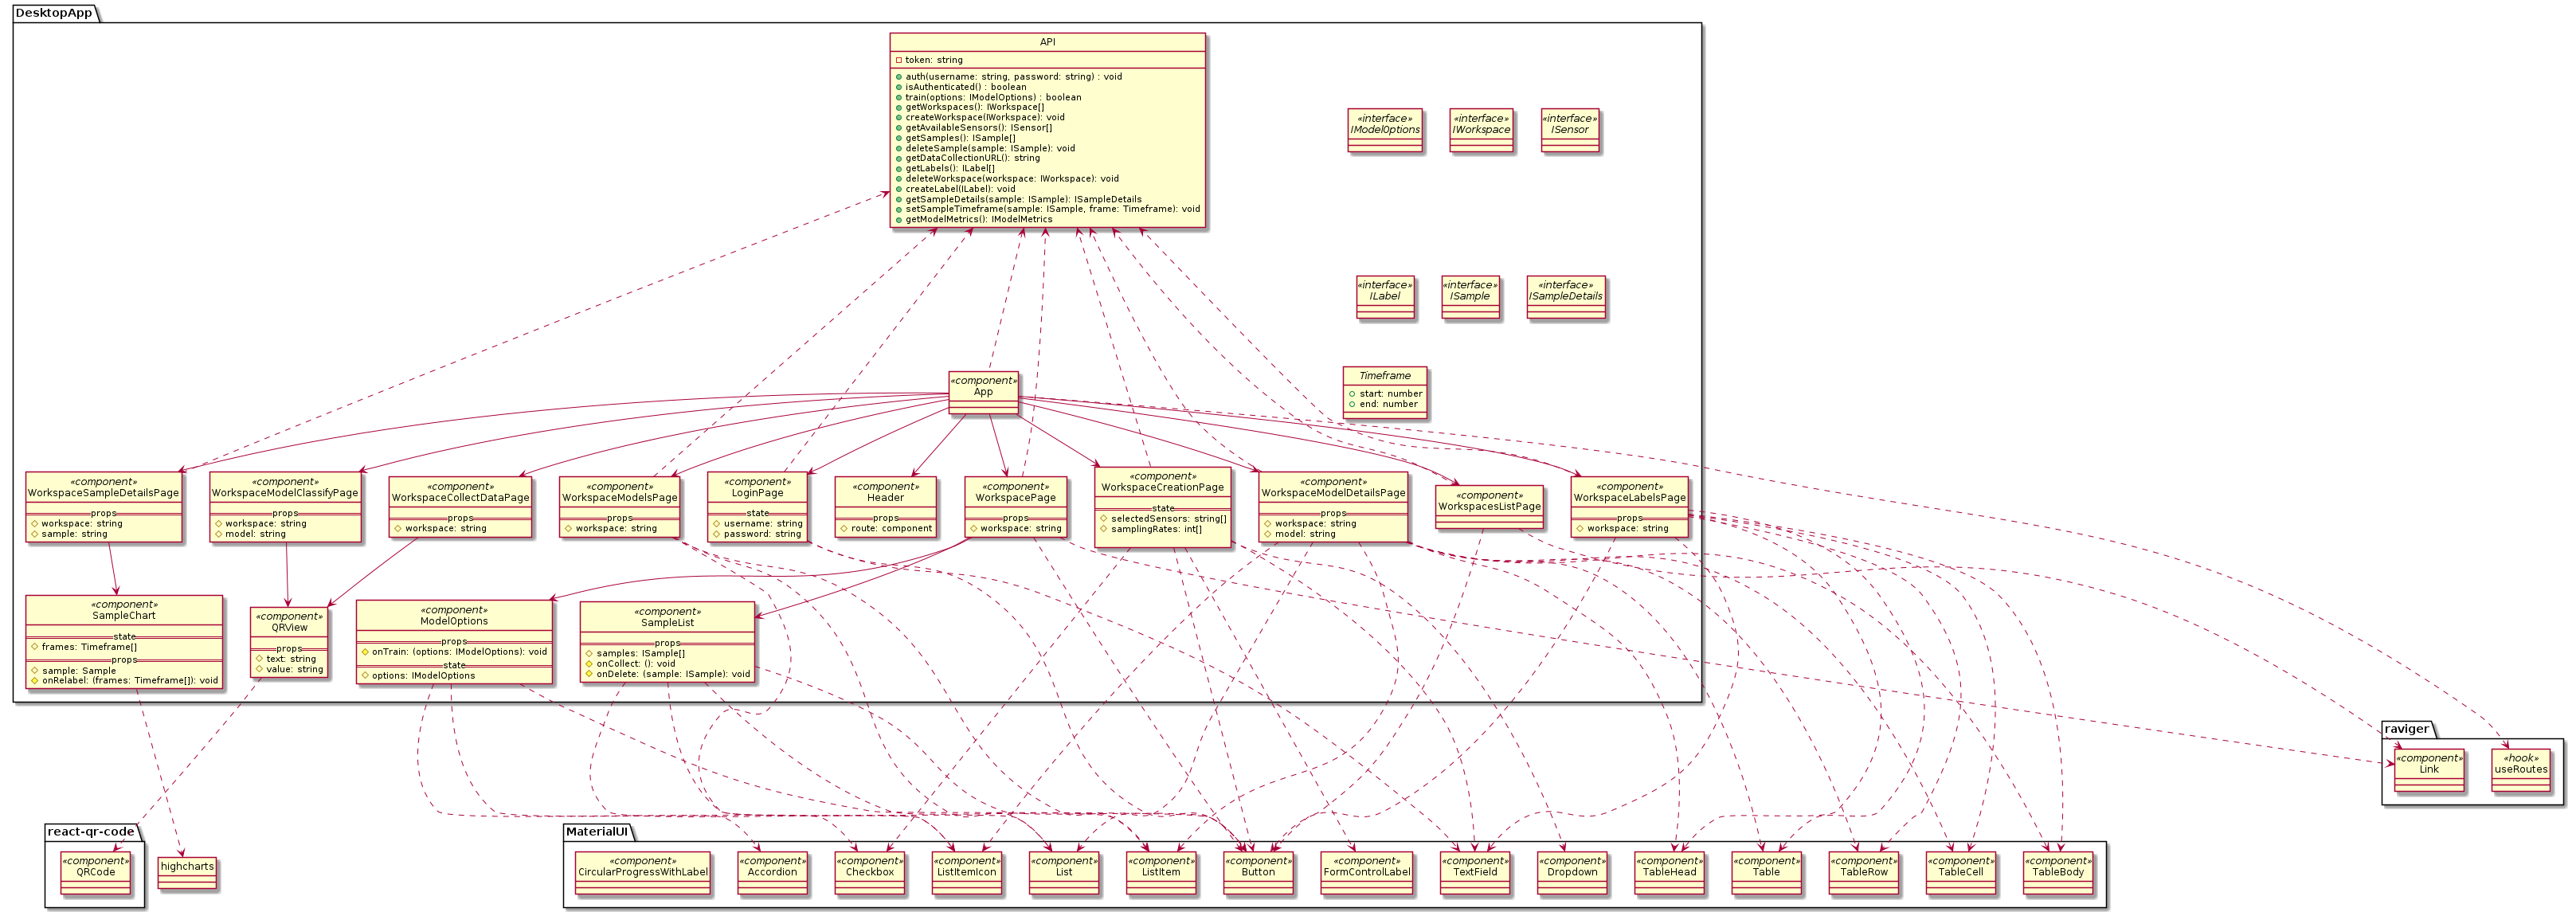 DesktopApp
API
token: string
auth(username: string, password: string) : void
isAuthenticated() : boolean
train(options: IModelOptions) : boolean
getWorkspaces(): IWorkspace[]
createWorkspace(IWorkspace): void
getAvailableSensors(): ISensor[]
getSamples(): ISample[]
deleteSample(sample: ISample): void
getDataCollectionURL(): string
getLabels(): ILabel[]
deleteWorkspace(workspace: IWorkspace): void
createLabel(ILabel): void
getSampleDetails(sample: ISample): ISampleDetails
setSampleTimeframe(sample: ISample, frame: Timeframe): void
getModelMetrics(): IModelMetrics
«interface»
IModelOptions
«interface»
IWorkspace
«interface»
ISensor
«interface»
ILabel
«interface»
ISample
«interface»
ISampleDetails
Timeframe
start: number
end: number
«component»
App
«component»
WorkspaceSampleDetailsPage
props
workspace: string
sample: string
«component»
WorkspaceModelClassifyPage
props
workspace: string
model: string
«component»
WorkspaceCollectDataPage
props
workspace: string
«component»
WorkspaceModelsPage
props
workspace: string
«component»
LoginPage
state
username: string
password: string
«component»
Header
props
route: component
«component»
WorkspacePage
props
workspace: string
«component»
WorkspaceCreationPage
state
selectedSensors: string[]
samplingRates: int[]
«component»
WorkspaceModelDetailsPage
props
workspace: string
model: string
«component»
WorkspacesListPage
«component»
WorkspaceLabelsPage
props
workspace: string
«component»
SampleChart
state
frames: Timeframe[]
props
sample: Sample
onRelabel: (frames: Timeframe[]): void
«component»
QRView
props
text: string
value: string
«component»
ModelOptions
props
onTrain: (options: IModelOptions): void
state
options: IModelOptions
«component»
SampleList
props
samples: ISample[]
onCollect: (): void
onDelete: (sample: ISample): void
raviger
«component»
Link
«hook»
useRoutes
react-qr-code
«component»
QRCode
highcharts
MaterialUI
«component»
CircularProgressWithLabel
«component»
Accordion
«component»
Checkbox
«component»
ListItemIcon
«component»
List
«component»
ListItem
«component»
Button
«component»
FormControlLabel
«component»
TextField
«component»
Dropdown
«component»
TableHead
«component»
Table
«component»
TableRow
«component»
TableCell
«component»
TableBody